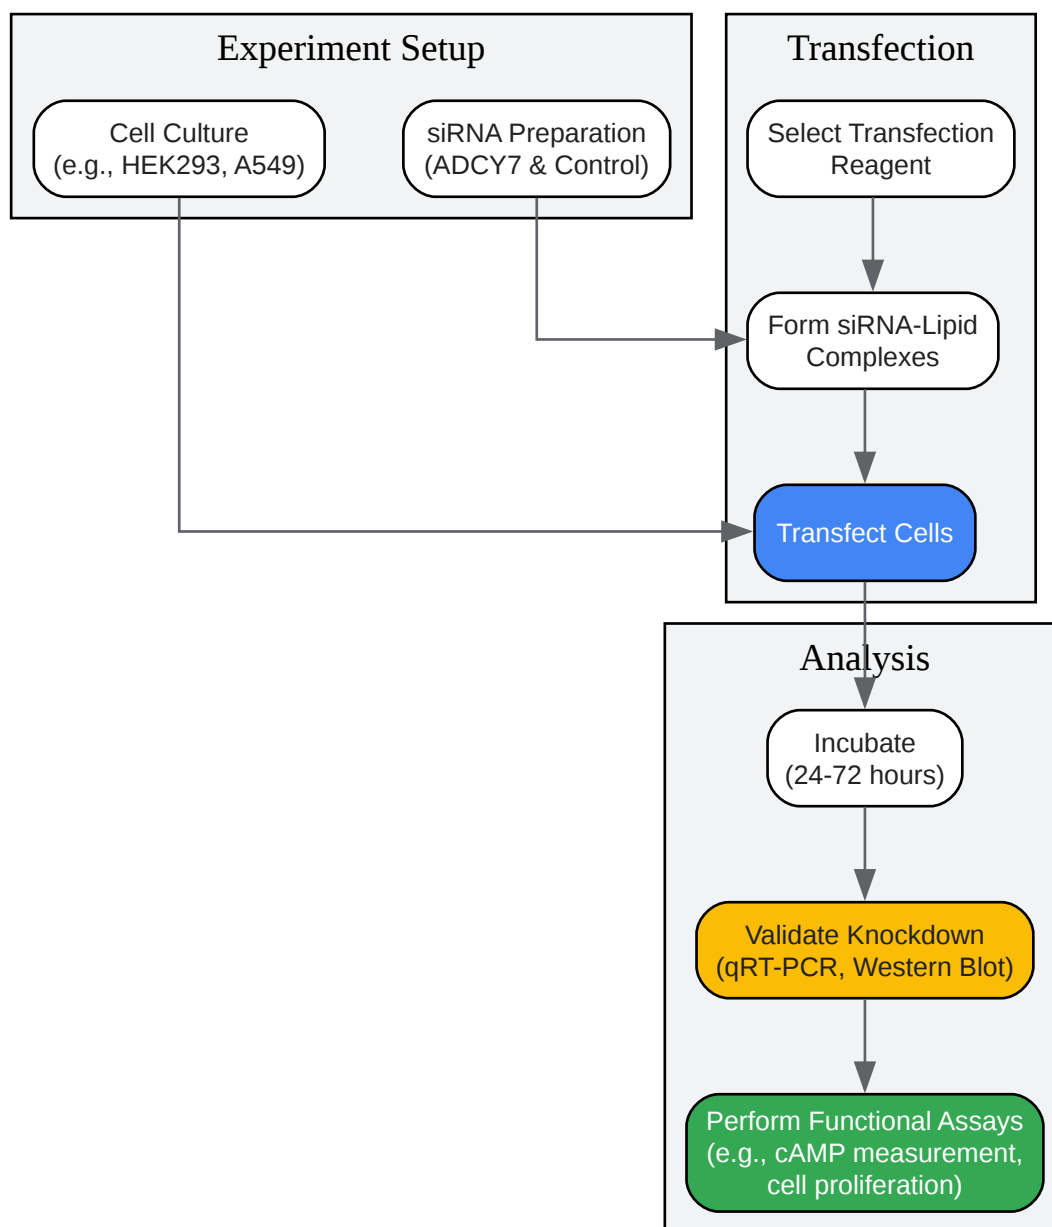 Experiment Setup
Cell Culture
(e.g., HEK293, A549)
siRNA Preparation
(ADCY7 & Control)
Transfection
Select Transfection
Reagent
Form siRNA-Lipid
Complexes
Transfect Cells
Analysis
Incubate
(24-72 hours)
Validate Knockdown
(qRT-PCR, Western Blot)
Perform Functional Assays
(e.g., cAMP measurement,
cell proliferation)